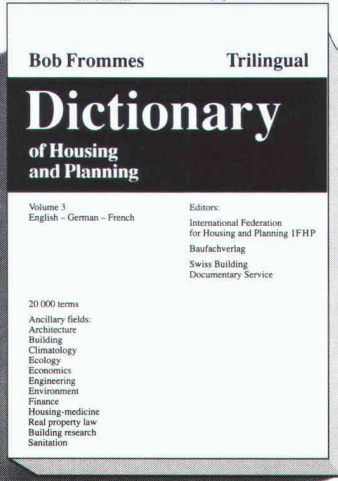 Bob Frommes Trilingual
Dictionary
of Housing
and Planning
Volume 3
English – German – French
Editors:
International Federation
for Housing and Planning IFHP
Baufachverlag
Swiss Building
Documentary Service
20 000 terms
Ancillary fields:
Architecture
Building
Climatology
Ecology
Economics
Engineering
Environment
Finance
Housing-medicine
Real property law
Building research
Sanitation